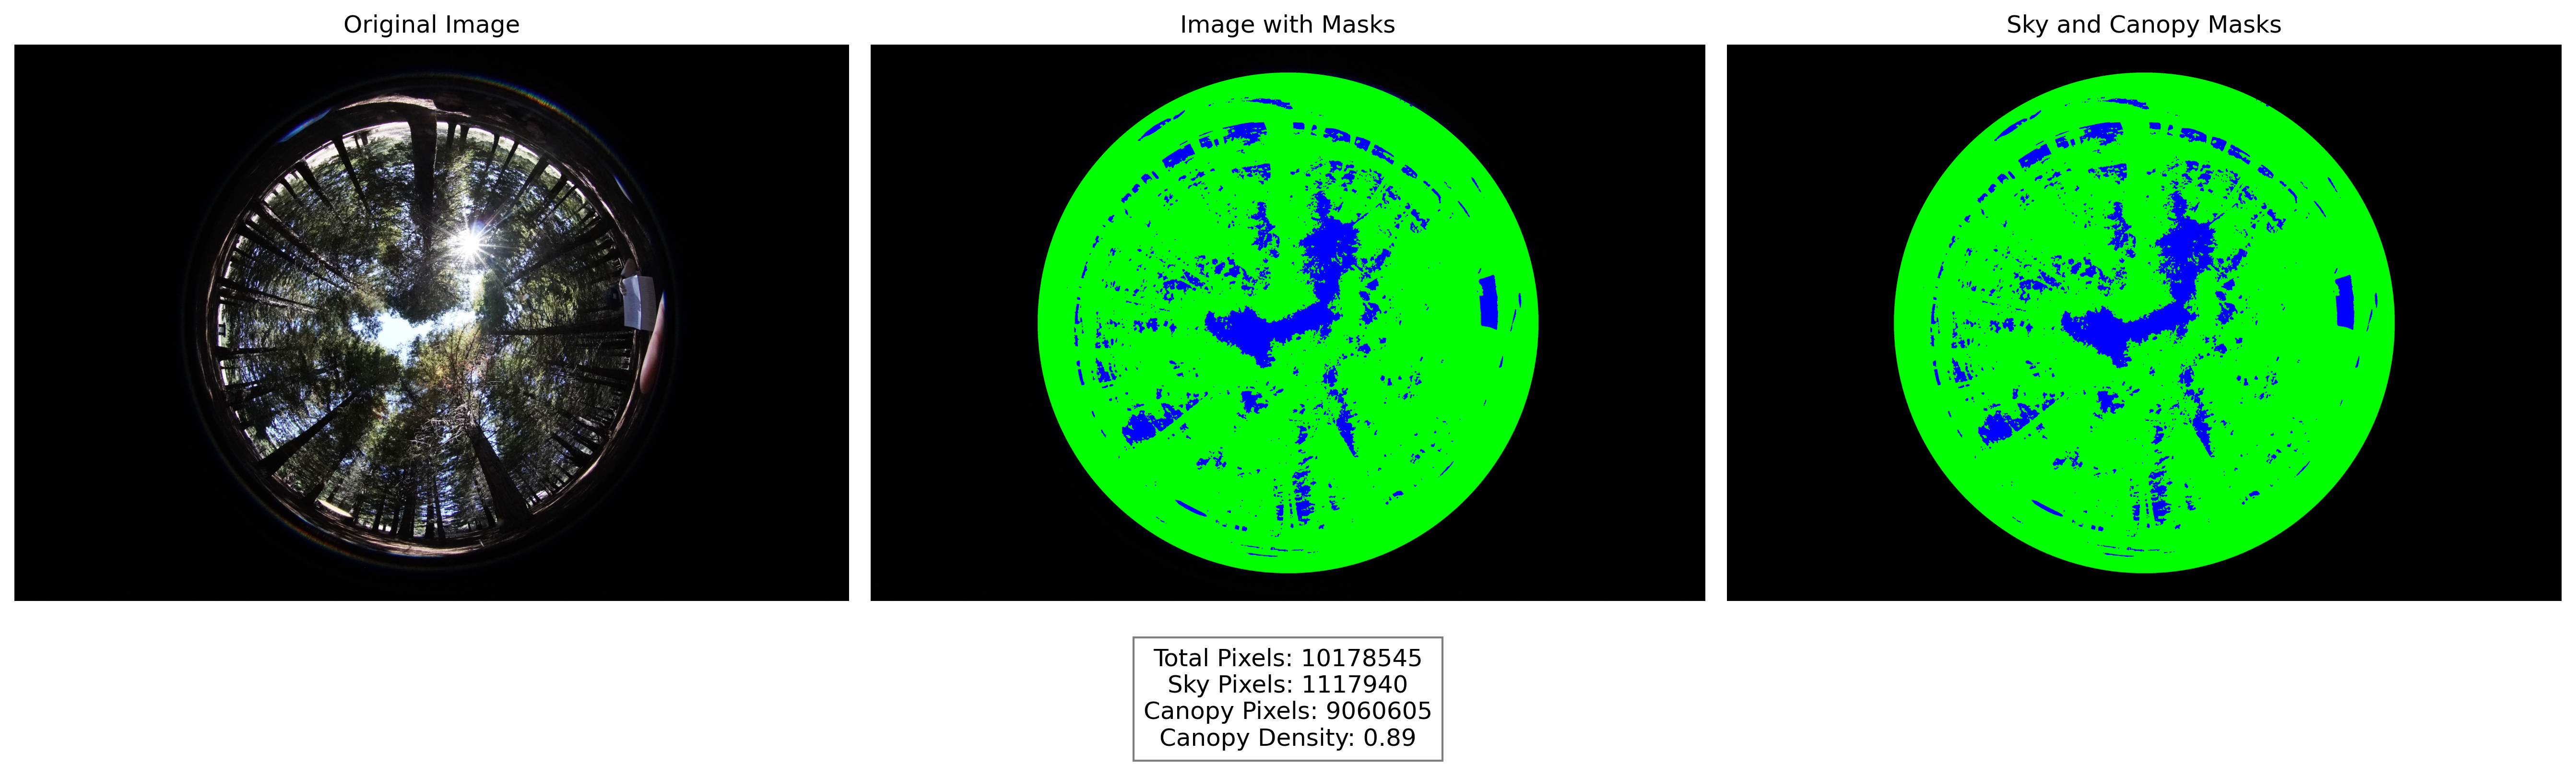 Original Image
Image with Masks
Sky and Canopy Masks
Total Pixels: 10178545
Sky Pixels: 1117940
Canopy Pixels: 9060605
Canopy Density: 0.89